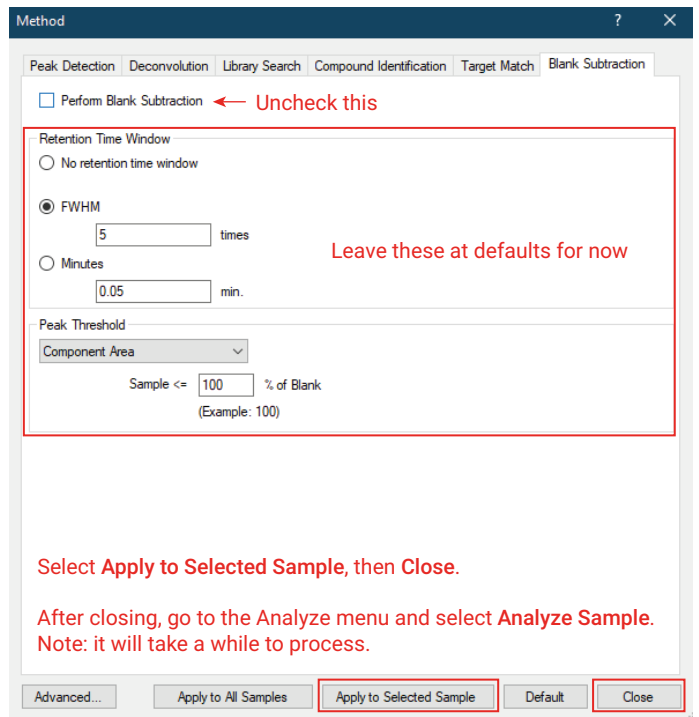 Method ?
Peak Detection Deconvolution Library Search Compound Identification Target Match Blank Subtraction
Perform Blank Subtraction Uncheck this
Retention Time Window
No retention time window
FWHM
5 times
Leave these at defaults for now
Minutes
0.05 min.
Peak Threshold
Component Area
Sample <= 100 % of Blank
(Example: 100)
Select Apply to Selected Sample, then Close.
After closing, go to the Analyze menu and select Analyze Sample.
Note: it will take a while to process.
Advanced... Apply to All Samples Apply to Selected Sample Default Close